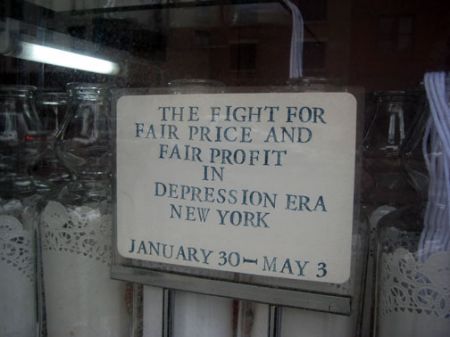 THE FIGHT FOR
FAIR PRICE AND
FAIR PROFIT
IN
DEPRESSION ERA
NEW YORK
JANUARY 30 — MAY 3